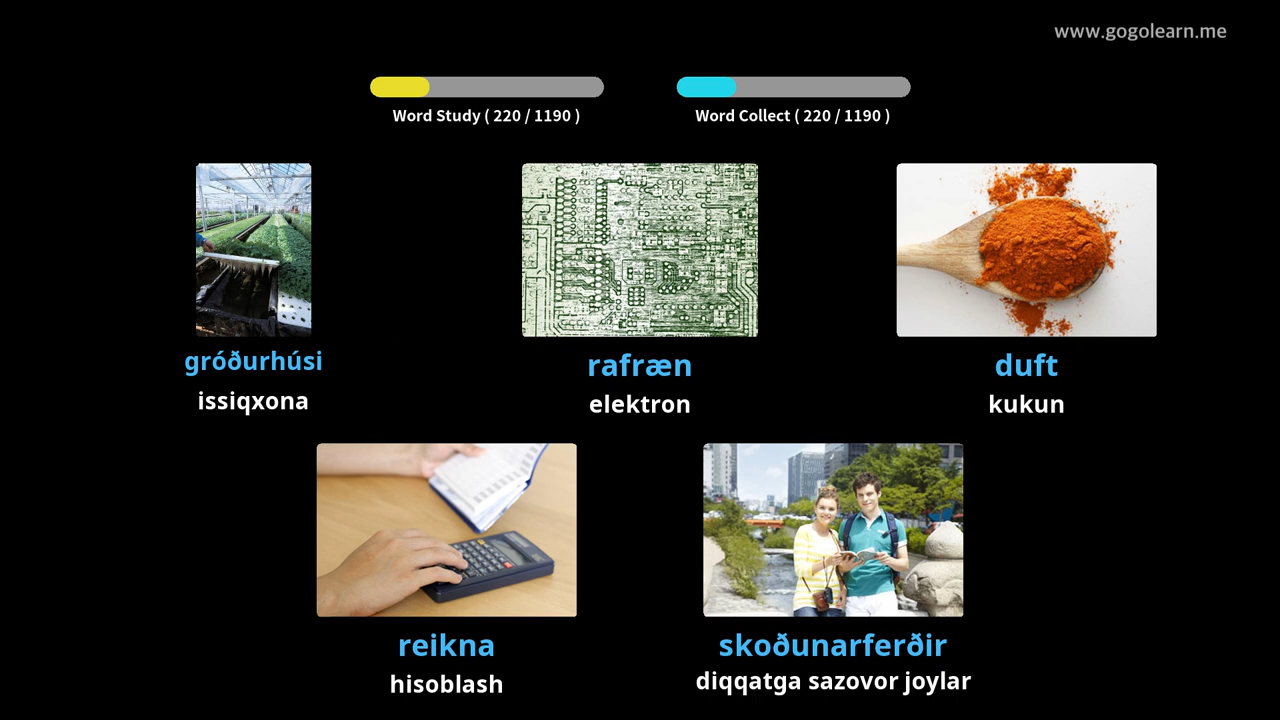 www.gogolearn.me
Word Study ( 220 / 1190 )
Word Collect ( 220 / 1190 )
gróðurhúsi
issiqxona
rafræn
elektron
duft
kukun
reikna
hisoblash
skoðunarferðir
diqqatga sazovor joylar